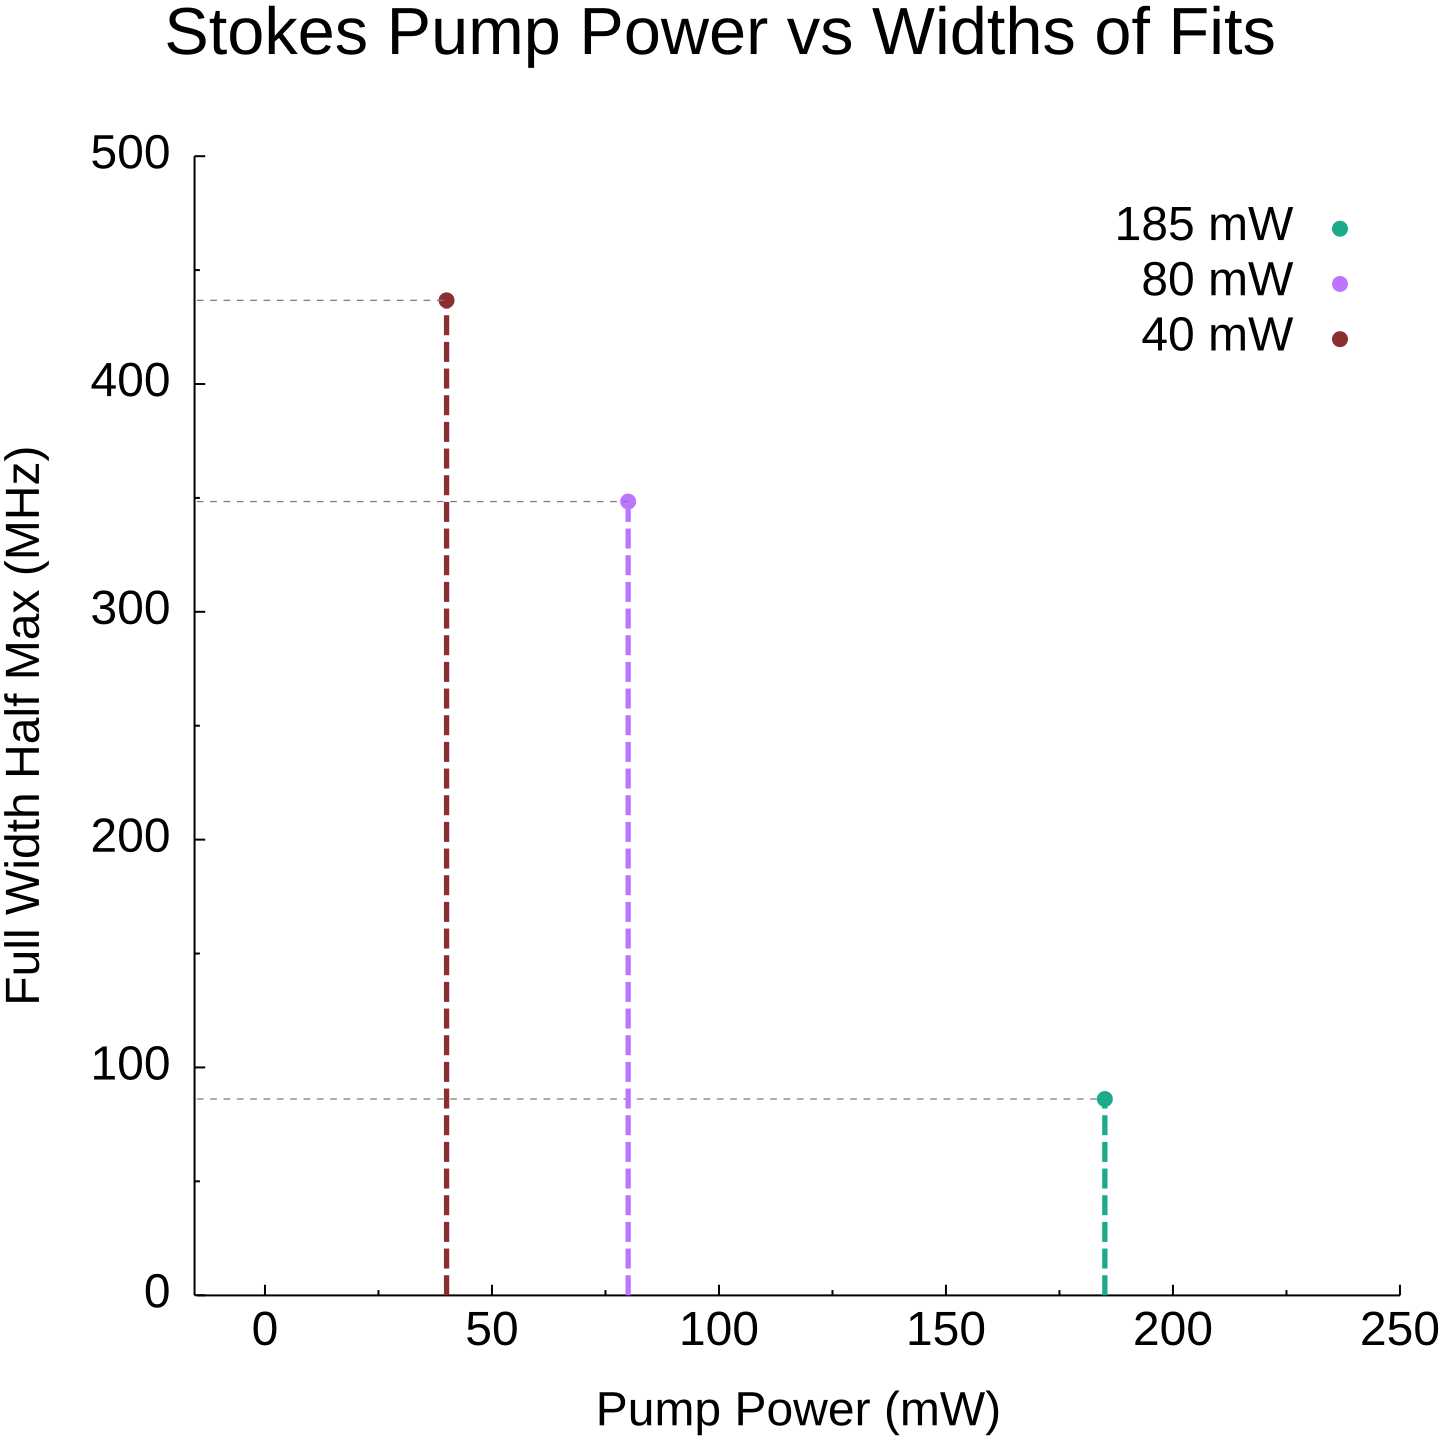 Stokes Pump Power vs Widths of Fits
500
400
300
200
100
0
Full Width Half Max (MHz)
185 mW
80 mW
40 mW
0 50 100 150 200 250
Pump Power (mW)